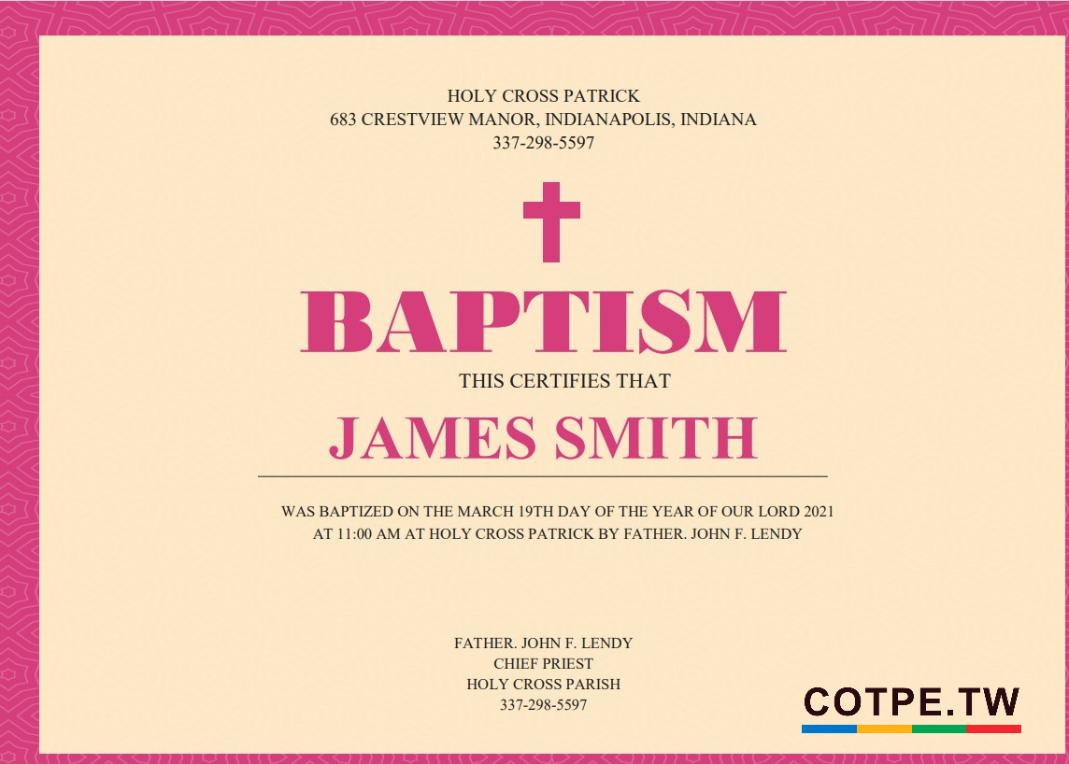 HOLY CROSS PATRICK
683 CRESTVIEW MANOR, INDIANAPOLIS, INDIANA
337-298-5597
BAPTISM
THIS CERTIFIES THAT
JAMES SMITH
WAS BAPTIZED ON THE MARCH 19TH DAY OF THE YEAR OF OUR LORD 2021
AT 11:00 AM AT HOLY CROSS PATRICK BY FATHER. JOHN F. LENDY
FATHER. JOHN F. LENDY
CHIEF PRIEST
HOLY CROSS PARISH
337-298-5597
COTPE.TW